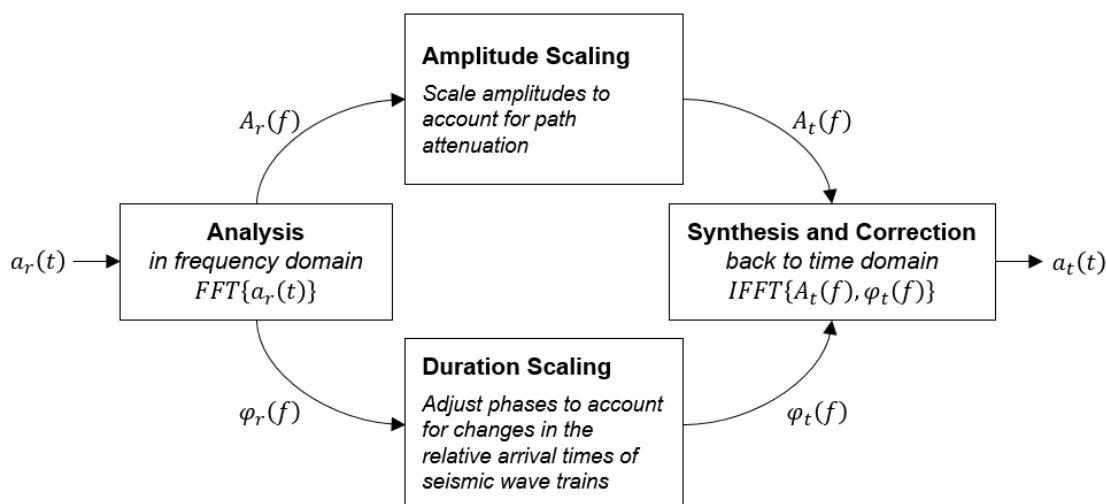 Amplitude Scaling
Scale amplitudes to
account for path
attenuation
A_r(f)
A_t(f)
a_r(t)
Analysis
in frequency domain
FFT{a_r(t)}
Synthesis and Correction
back to time domain
IFFT{A_t(f), φ_t(f)}
a_t(t)
Duration Scaling
Adjust phases to account
for changes in the
relative arrival times of
seismic wave trains
φ_r(f)
φ_t(f)